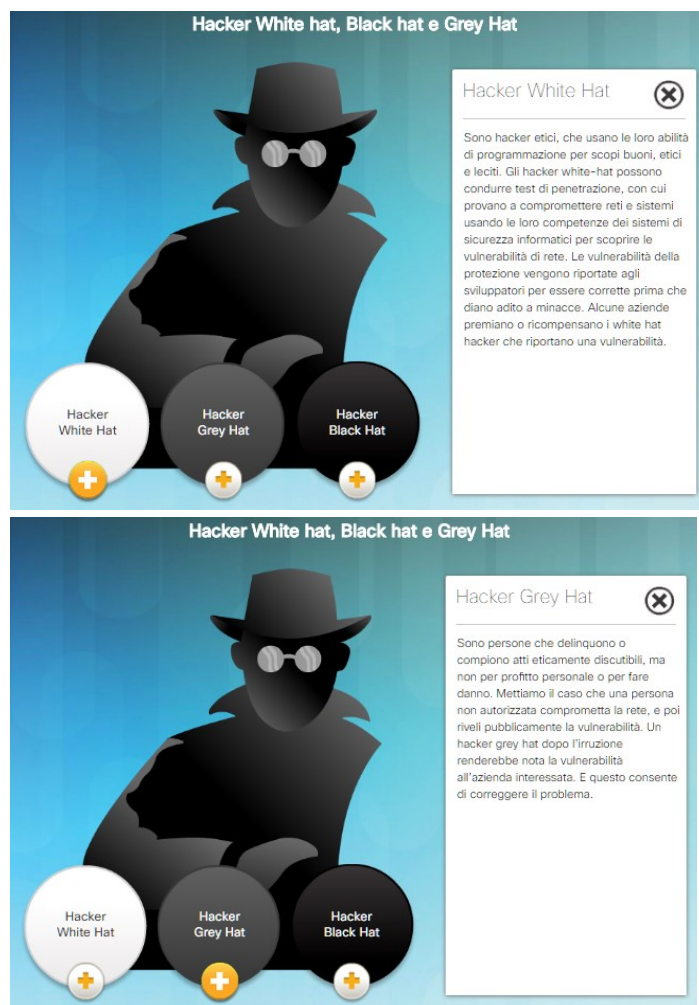 Hacker White hat, Black hat e Grey Hat
Hacker White Hat
Sono hacker etici, che usano le loro abilità
di programmazione per scopi buoni, etici
e leciti. Gli hacker white-hat possono
condurre test di penetrazione, con cui
provano a compromettere reti e sistemi
usando le loro competenze dei sistemi di
sicurezza informatici per scoprire le
vulnerabilità di rete. Le vulnerabilità della
protezione vengono riportate agli
sviluppatori per essere corrette prima che
diano adito a minacce. Alcune aziende
premiano o ricompensano i white hat
hacker che riportano una vulnerabilità.
Hacker
White Hat
Hacker
Grey Hat
Hacker
Black Hat
Hacker White hat, Black hat e Grey Hat
Hacker Grey Hat
Sono persone che delinquono o
compiono atti eticamente discutibili, ma
non per profitto personale o per fare
danno. Mettiamo il caso che una persona
non autorizzata comprometta la rete, e poi
riveli pubblicamente la vulnerabilità. Un
hacker grey hat dopo l'irruzione
renderebbe nota la vulnerabilità
all'azienda interessata. E questo consente
di correggere il problema.
Hacker
White Hat
Hacker
Grey Hat
Hacker
Black Hat